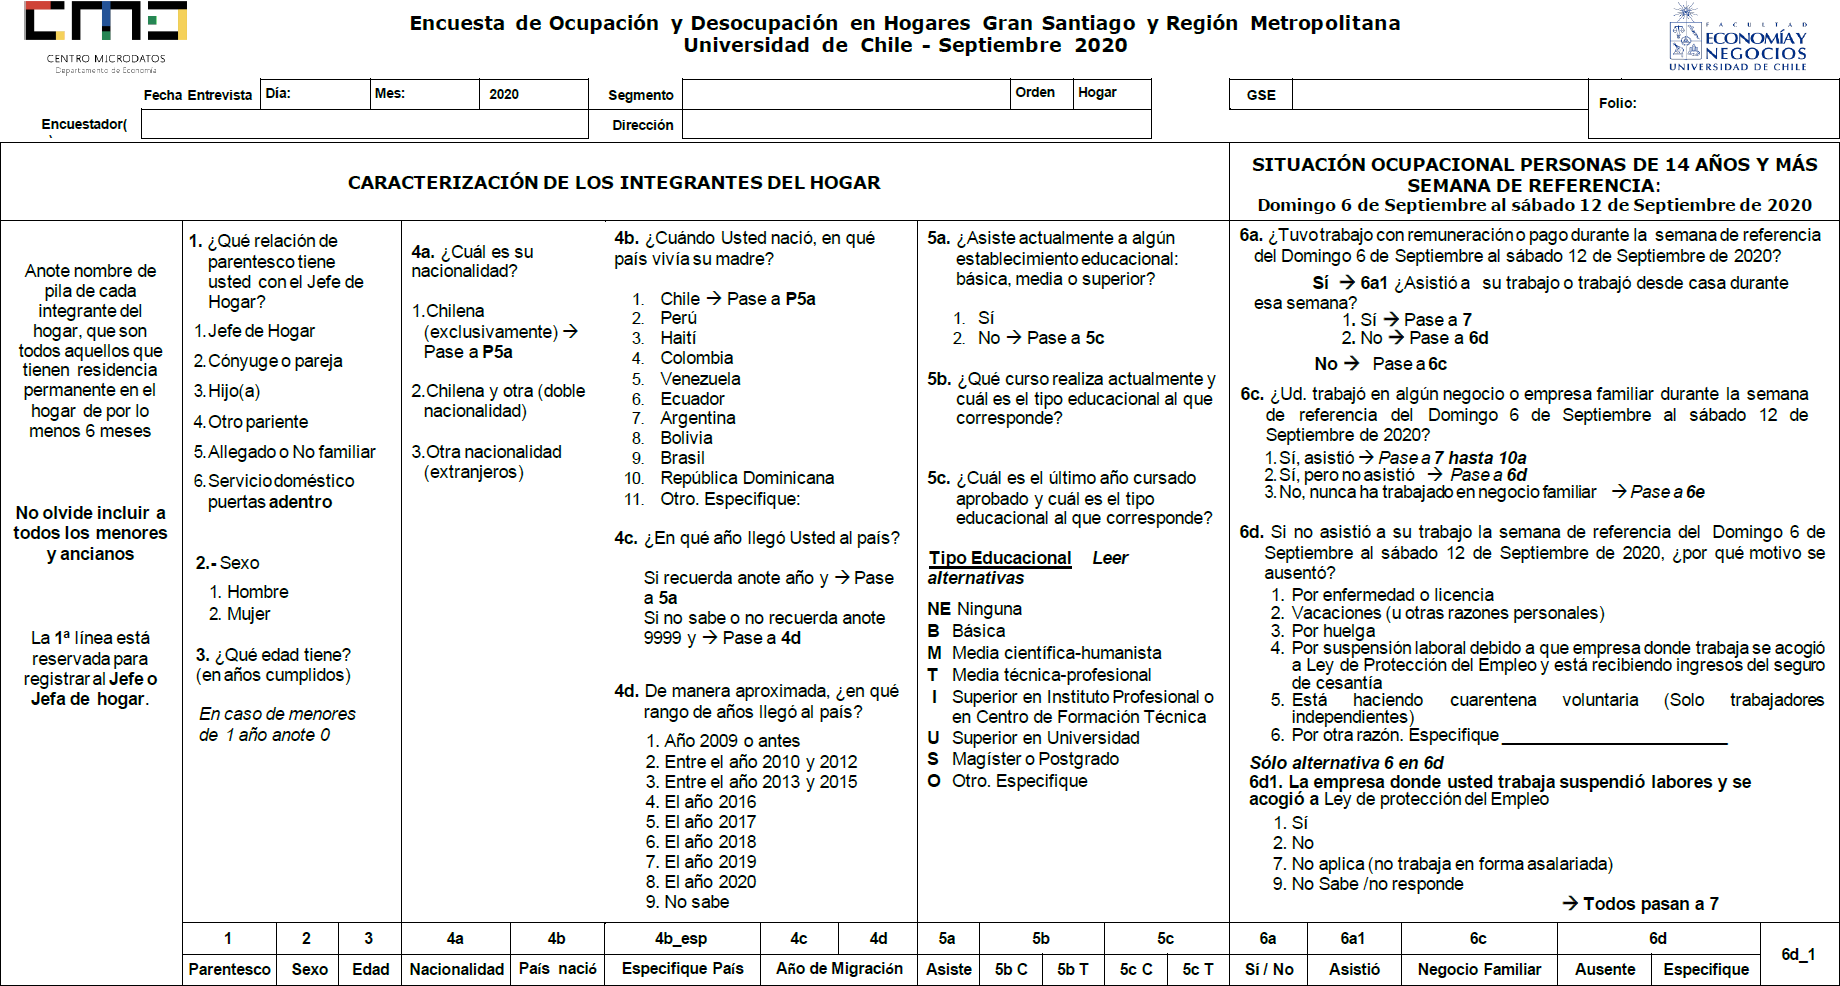 CENTRO MICRODATOS
Departamento de Economía
Encuesta de Ocupación y Desocupación en Hogares Gran Santiago y Región Metropolitana
Universidad de Chile - Septiembre 2020
FACULTAD
ECONOMÍA Y
NEGOCIOS
UNIVERSIDAD DE CHILE
Fecha Entrevista
Día:
Mes:
2020
Segmento
Orden
Hogar
GSE
Folio:
Encuestador(
)
Dirección
CARACTERIZACIÓN DE LOS INTEGRANTES DEL HOGAR
SITUACIÓN OCUPACIONAL PERSONAS DE 14 AÑOS Y MÁS
SEMANA DE REFERENCIA:
Domingo 6 de Septiembre al sábado 12 de Septiembre de 2020
Anote nombre de
pila de cada
integrante del
hogar, que son
todos aquellos que
tienen residencia
permanente en el
hogar de por lo
menos 6 meses
No olvide incluir a
todos los menores
y ancianos
La 1ª línea está
reservada para
registrar al Jefe o
Jefa de hogar.
1. ¿Qué relación de
parentesco tiene
usted con el Jefe de
Hogar?
1. Jefe de Hogar
2. Cónyuge o pareja
3. Hijo(a)
4. Otro pariente
5. Allegado o No familiar
6. Servicio doméstico
puertas adentro
2.- Sexo
1. Hombre
2. Mujer
3. ¿Qué edad tiene?
(en años cumplidos)
En caso de menores
de 1 año anote 0
4a. ¿Cuál es su
nacionalidad?
1.Chilena
(exclusivamente) →
Pase a P5a
2.Chilena y otra (doble
nacionalidad)
3.Otra nacionalidad
(extranjeros)
4b. ¿Cuándo Usted nació, en qué
país vivía su madre?
1. Chile → Pase a P5a
2. Perú
3. Haití
4. Colombia
5. Venezuela
6. Ecuador
7. Argentina
8. Bolivia
9. Brasil
10. República Dominicana
11. Otro. Especifique:
4c. ¿En qué año llegó Usted al país?
Si recuerda anote año y → Pase
a 5a
Si no sabe o no recuerda anote
9999 y → Pase a 4d
4d. De manera aproximada, ¿en qué
rango de años llegó al país?
1. Año 2009 o antes
2. Entre el año 2010 y 2012
3. Entre el año 2013 y 2015
4. El año 2016
5. El año 2017
6. El año 2018
7. El año 2019
8. El año 2020
9. No sabe
5a. ¿Asiste actualmente a algún
establecimiento educacional:
básica, media o superior?
1. Sí
2. No → Pase a 5c
5b. ¿Qué curso realiza actualmente y
cuál es el tipo educacional al que
corresponde?
5c. ¿Cuál es el último año cursado
aprobado y cuál es el tipo
educacional al que corresponde?
Tipo Educacional Leer
alternativas
NE Ninguna
B Básica
M Media científica-humanista
T Media técnica-profesional
I Superior en Instituto Profesional o
en Centro de Formación Técnica
U Superior en Universidad
S Magíster o Postgrado
O Otro. Especifique
6a. ¿Tuvo trabajo con remuneración o pago durante la semana de referencia
del Domingo 6 de Septiembre al sábado 12 de Septiembre de 2020?
Sí → 6a1 ¿Asistió a su trabajo o trabajó desde casa durante
esa semana?
1. Sí → Pase a 7
2. No → Pase a 6d
No → Pase a 6c
6c. ¿Ud. trabajó en algún negocio o empresa familiar durante la semana
de referencia del Domingo 6 de Septiembre al sábado 12 de
Septiembre de 2020?
1. Sí, asistió → Pase a 7 hasta 10a
2. Sí, pero no asistió → Pase a 6d
3. No, nunca ha trabajado en negocio familiar → Pase a 6e
6d. Si no asistió a su trabajo la semana de referencia del Domingo 6 de
Septiembre al sábado 12 de Septiembre de 2020, ¿por qué motivo se
ausentó?
1. Por enfermedad o licencia
2. Vacaciones (u otras razones personales)
3. Por huelga
4. Por suspensión laboral debido a que empresa donde trabaja se acogió
a Ley de Protección del Empleo y está recibiendo ingresos del seguro
de cesantía
5. Está haciendo cuarentena voluntaria (Solo trabajadores
independientes)
6. Por otra razón. Especifique ____________________
Sólo alternativa 6 en 6d
6d1. La empresa donde usted trabaja suspendió labores y se
acogió a Ley de protección del Empleo
1. Sí
2. No
7. No aplica (no trabaja en forma asalariada)
9. No Sabe /no responde
→ Todos pasan a 7
1 2 3 4a 4b 4b_esp 4c 4d 5a 5b 5c 6a 6a1 6c 6d 6d_1
Parentesco Sexo Edad Nacionalidad País nació Especifique País Año de Migración Asiste 5b C 5b T 5c C 5c T Sí / No Asistió Negocio Familiar Ausente Especifique